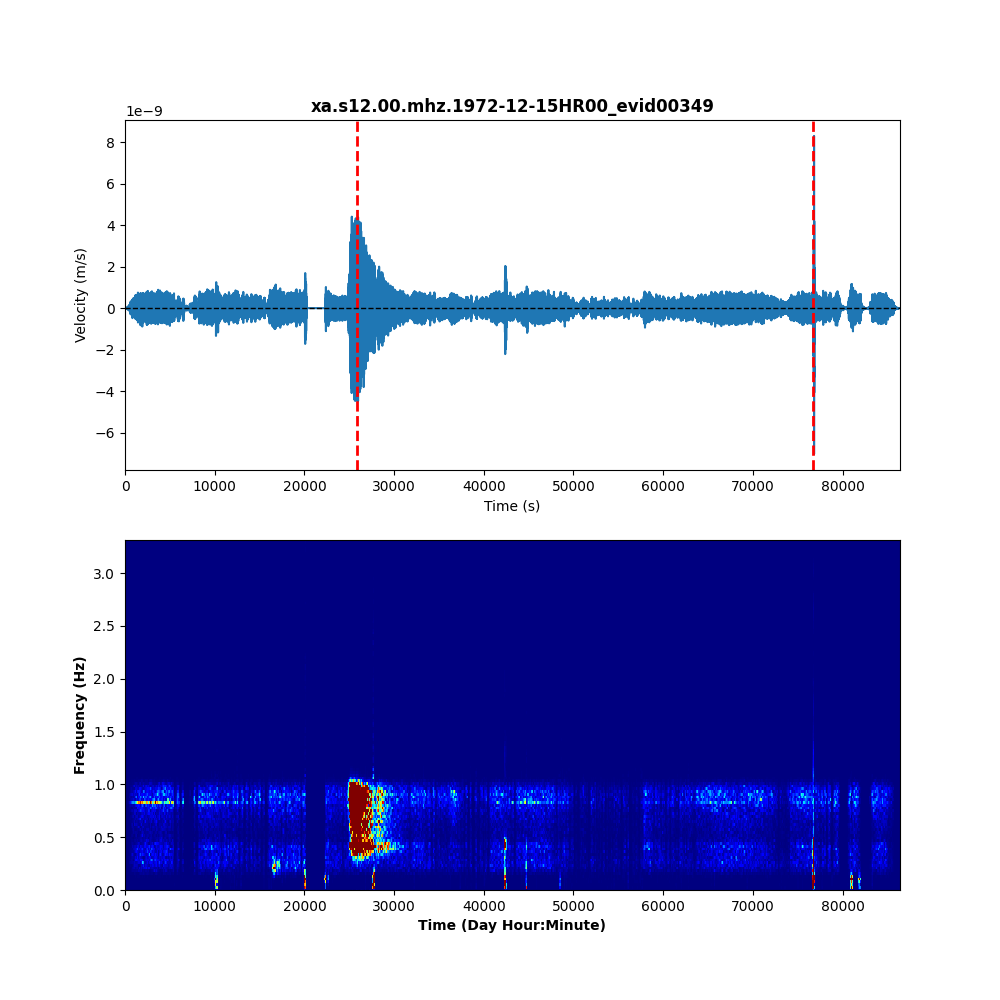 xa.s12.00.mhz.1972-12-15HR00_evid00349
1e−9
8
6
4
2
0
−2
−4
−6
Velocity (m/s)
0 10000 20000 30000 40000 50000 60000 70000 80000
Time (s)
3.0
2.5
2.0
1.5
1.0
0.5
0.0
Frequency (Hz)
0 10000 20000 30000 40000 50000 60000 70000 80000
Time (Day Hour:Minute)